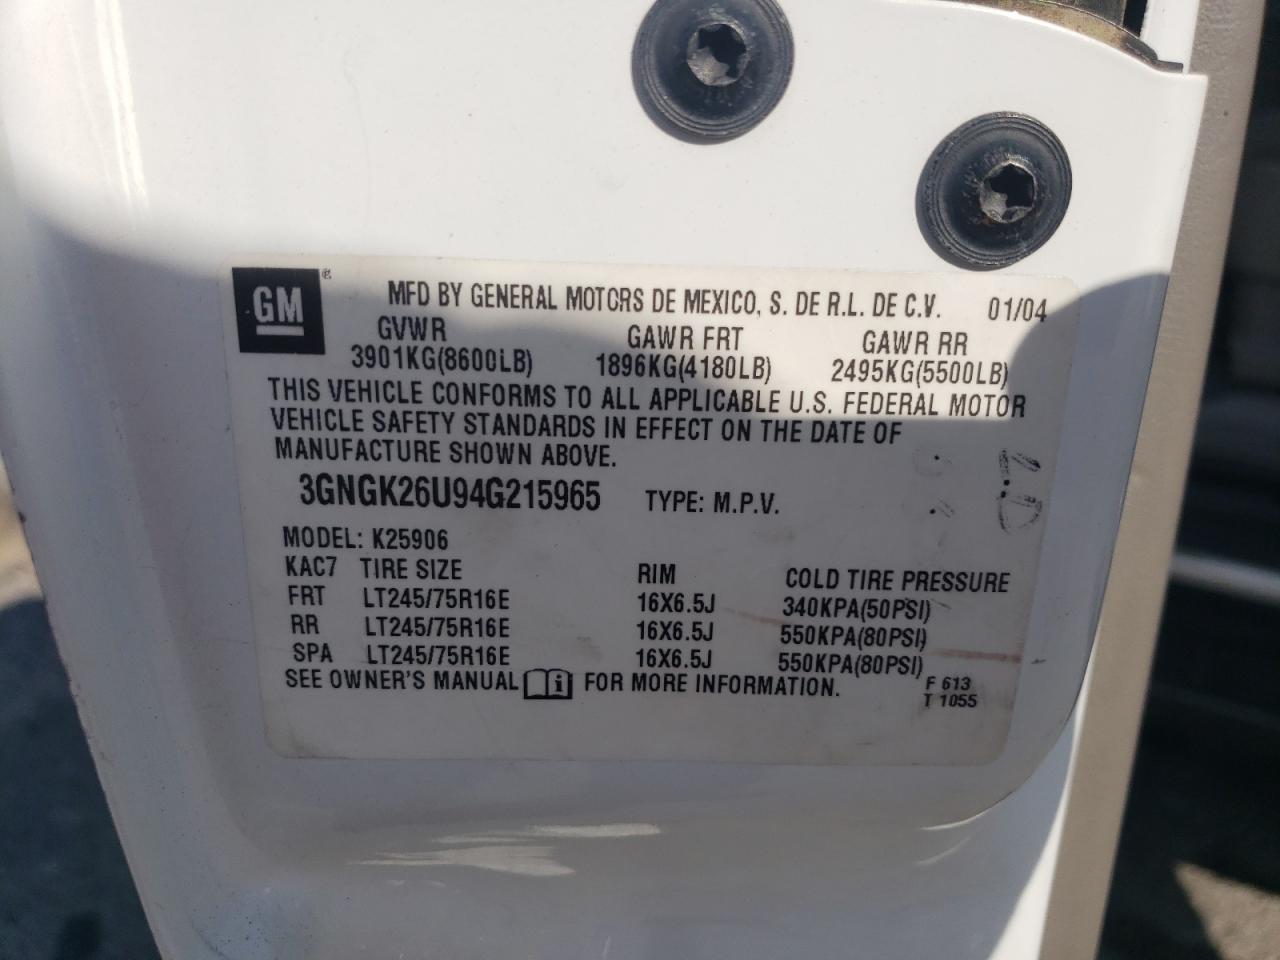 GM ® MFD BY GENERAL MOTORS DE MEXICO, S. DE R.L. DE C.V. 01/04
GVWR GAWR FRT GAWR RR
3901KG(8600LB) 1896KG(4180LB) 2495KG(5500LB)
THIS VEHICLE CONFORMS TO ALL APPLICABLE U.S. FEDERAL MOTOR
VEHICLE SAFETY STANDARDS IN EFFECT ON THE DATE OF
MANUFACTURE SHOWN ABOVE.
3GNGK26U94G215965 TYPE: M.P.V.
MODEL: K25906
KAC7 TIRE SIZE RIM COLD TIRE PRESSURE
FRT LT245/75R16E 16X6.5J 340KPA(50PSI)
RR LT245/75R16E 16X6.5J 550KPA(80PSI)
SPA LT245/75R16E 16X6.5J 550KPA(80PSI)
SEE OWNER'S MANUAL i FOR MORE INFORMATION. F 613
T 1055